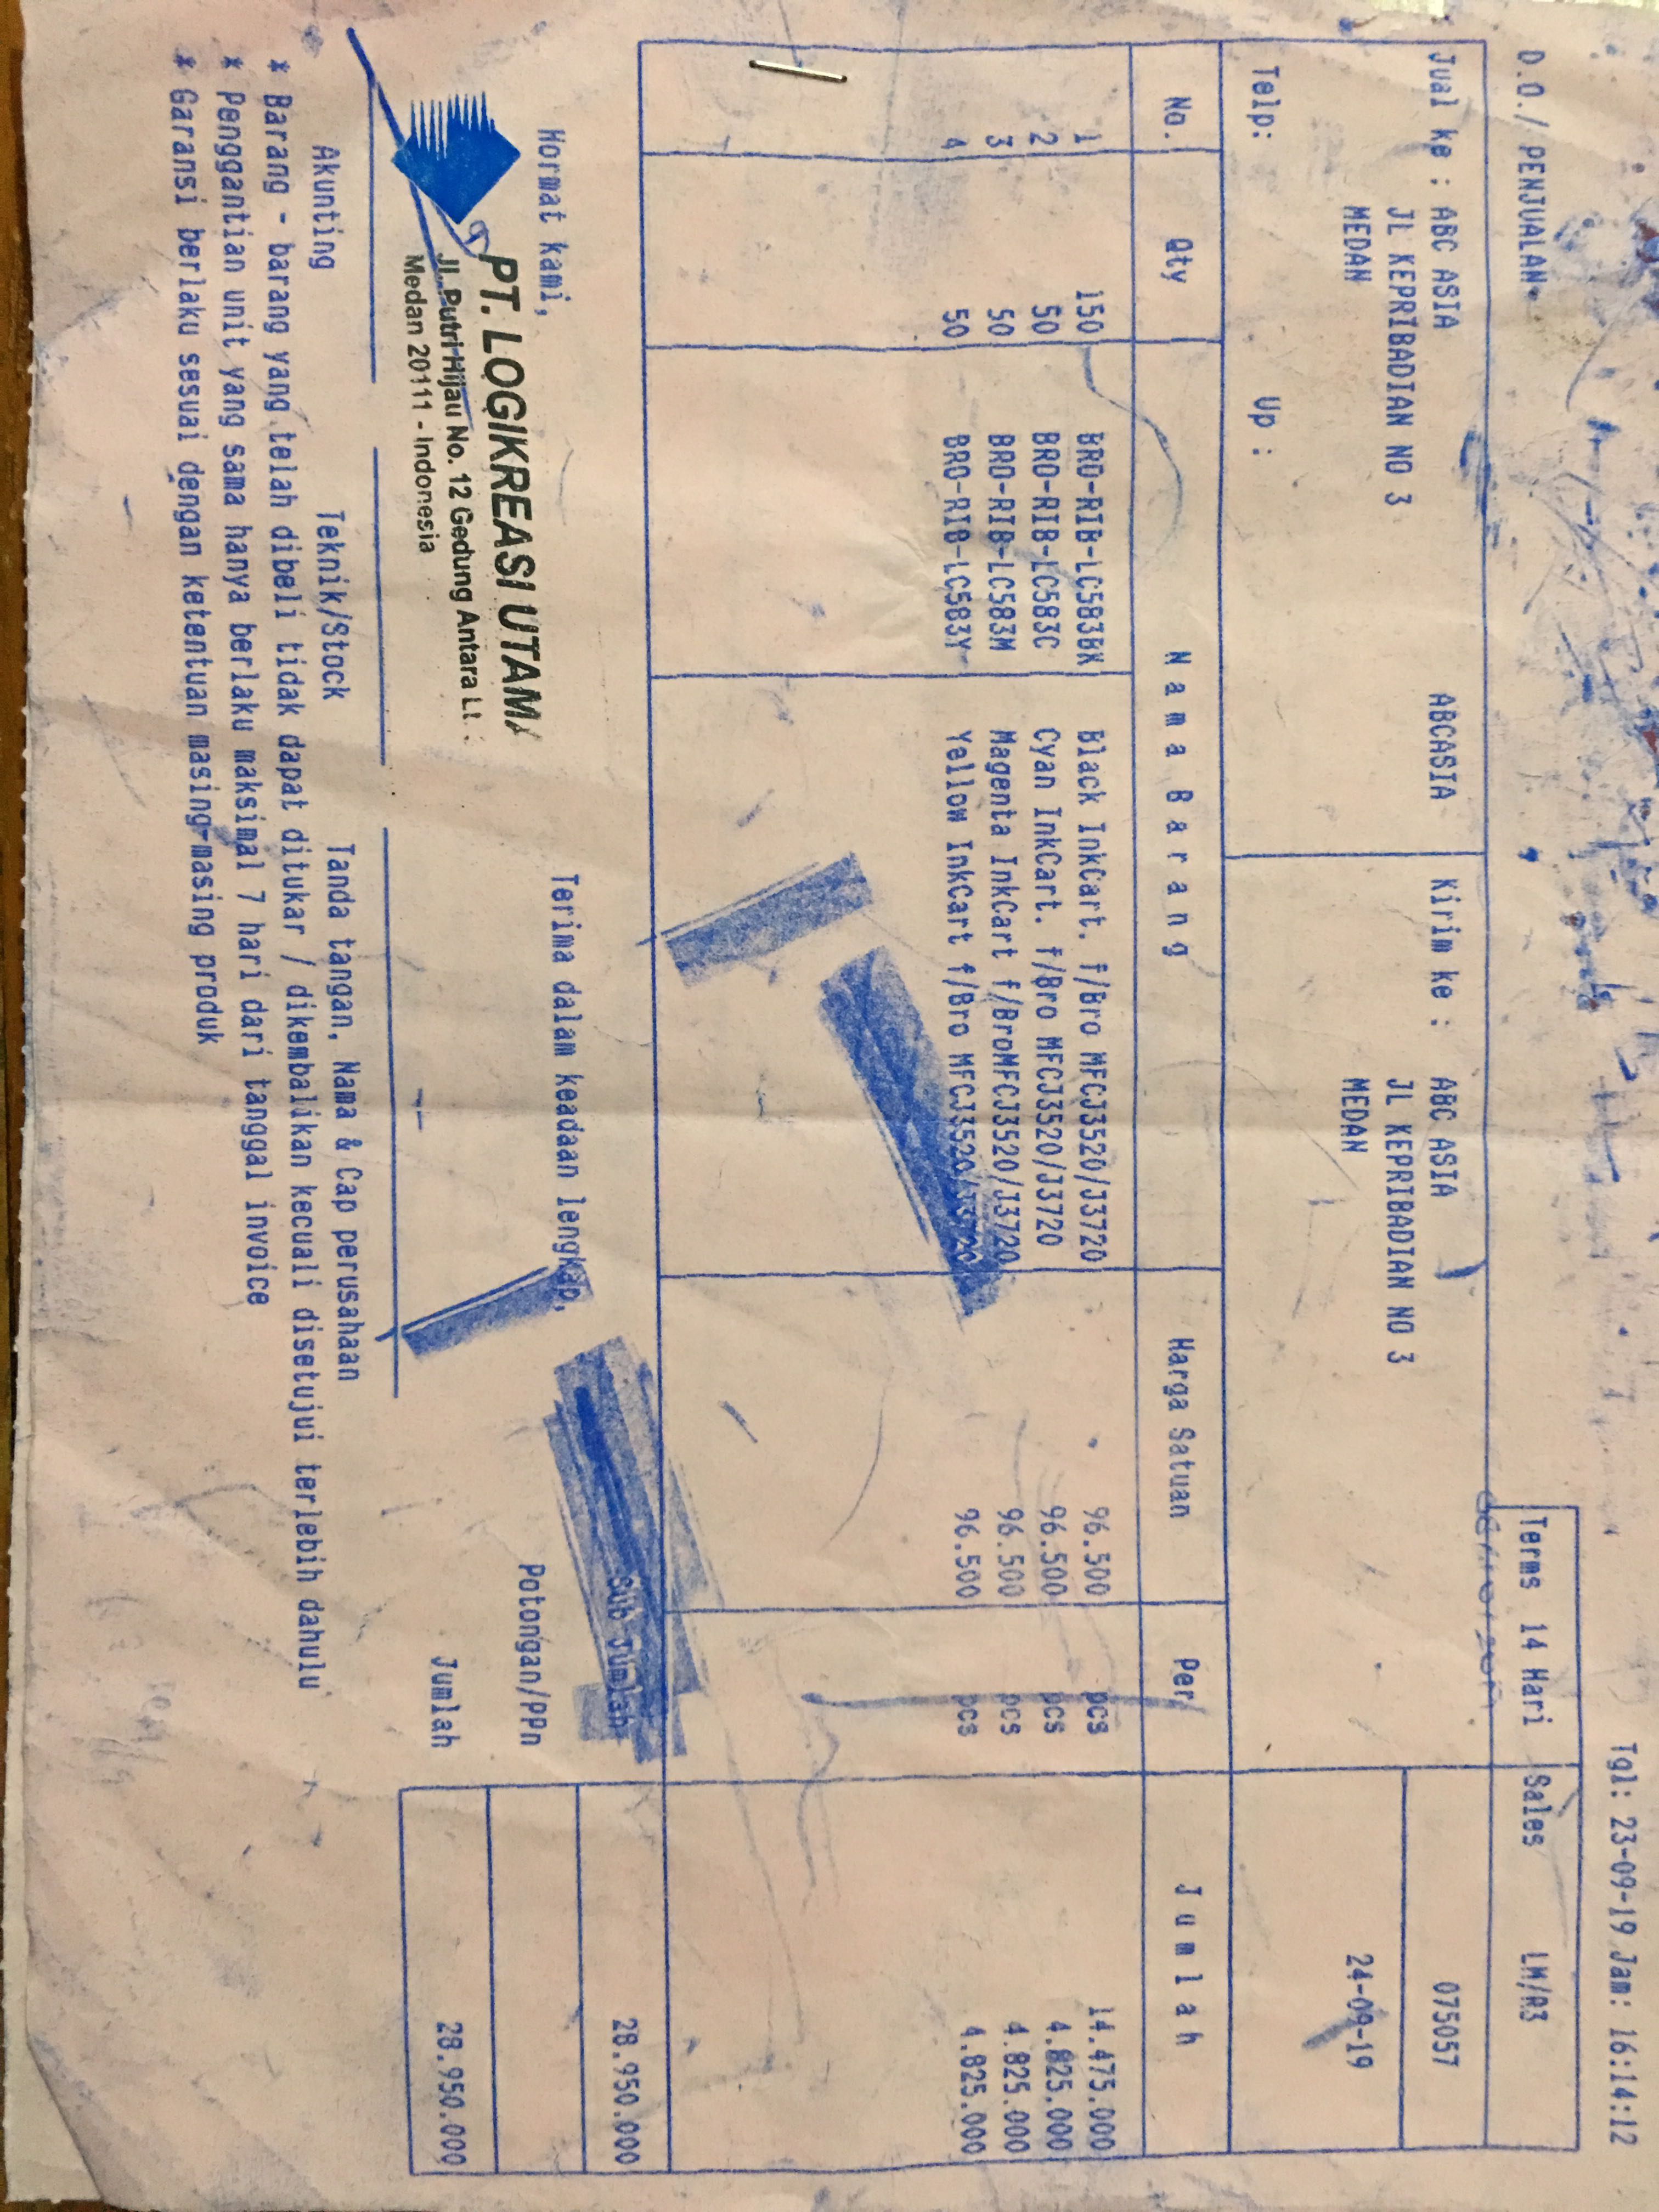 Tgl: 23-09-19 Jam: 16:14:12
D.O./ PENJUALAN
Terms 14 Hari Sales LM/R3
Jual ke : ABC ASIA ABCASIA Kirim ke : ABC ASIA 075057
JL KEPRIBADIAN NO 3 JL KEPRIBADIAN NO 3
MEDAN MEDAN 24-09-19
Telp: Up :
No. Qty Nama Barang Harga Satuan Per Jumlah
1 150 BRO-RIB-LC583BK Black InkCart. f/Bro MFCJ3520/J3720 96.500 pcs 14.475.000
2 50 BRO-RIB-LC583C Cyan InkCart. f/Bro MFCJ3520/J3720 96.500 pcs 4.825.000
3 50 BRO-RIB-LC583M Magenta InkCart f/BroMFCJ3520/J3720 96.500 pcs 4.825.000
4 50 BRO-RIB-LC583Y Yellow InkCart f/Bro MFCJ3520/J3720 96.500 pcs 4.825.000
Hormat kami, Terima dalam keadaan lengkap, Sub Jumlah 28.950.000
PT. LOGIKREASI UTAMA
Jl. Putri Hijau No. 12 Gedung Antara Lt.
Medan 20111 - Indonesia
Potongan/PPn
Jumlah 28.950.000
Akunting Teknik/Stock Tanda tangan, Nama & Cap perusahaan
* Barang - barang yang telah dibeli tidak dapat ditukar / dikembalikan kecuali disetujui terlebih dahulu
* Penggantian unit yang sama hanya berlaku maksimal 7 hari dari tanggal invoice
* Garansi berlaku sesuai dengan ketentuan masing-masing produk